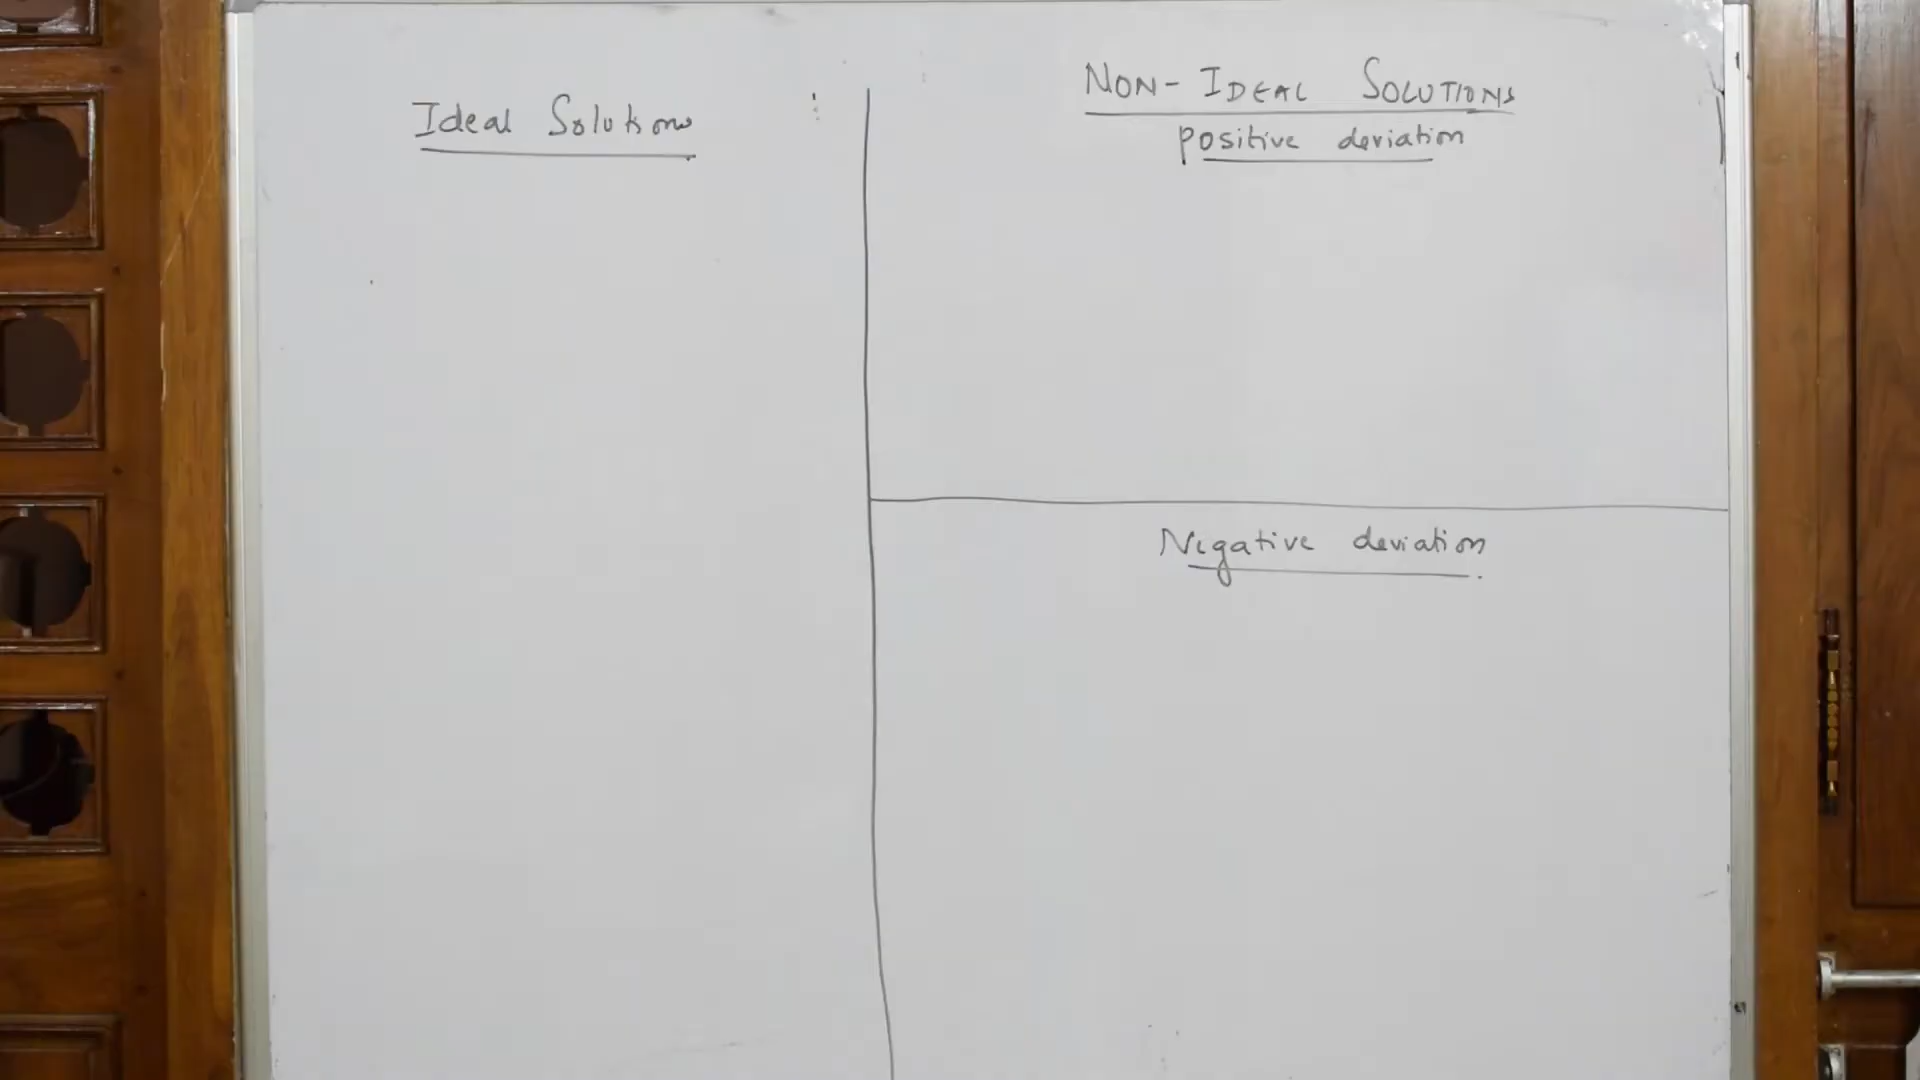 Ideal Solutions
NON-IDEAL SOLUTIONS
positive deviation
Negative deviation